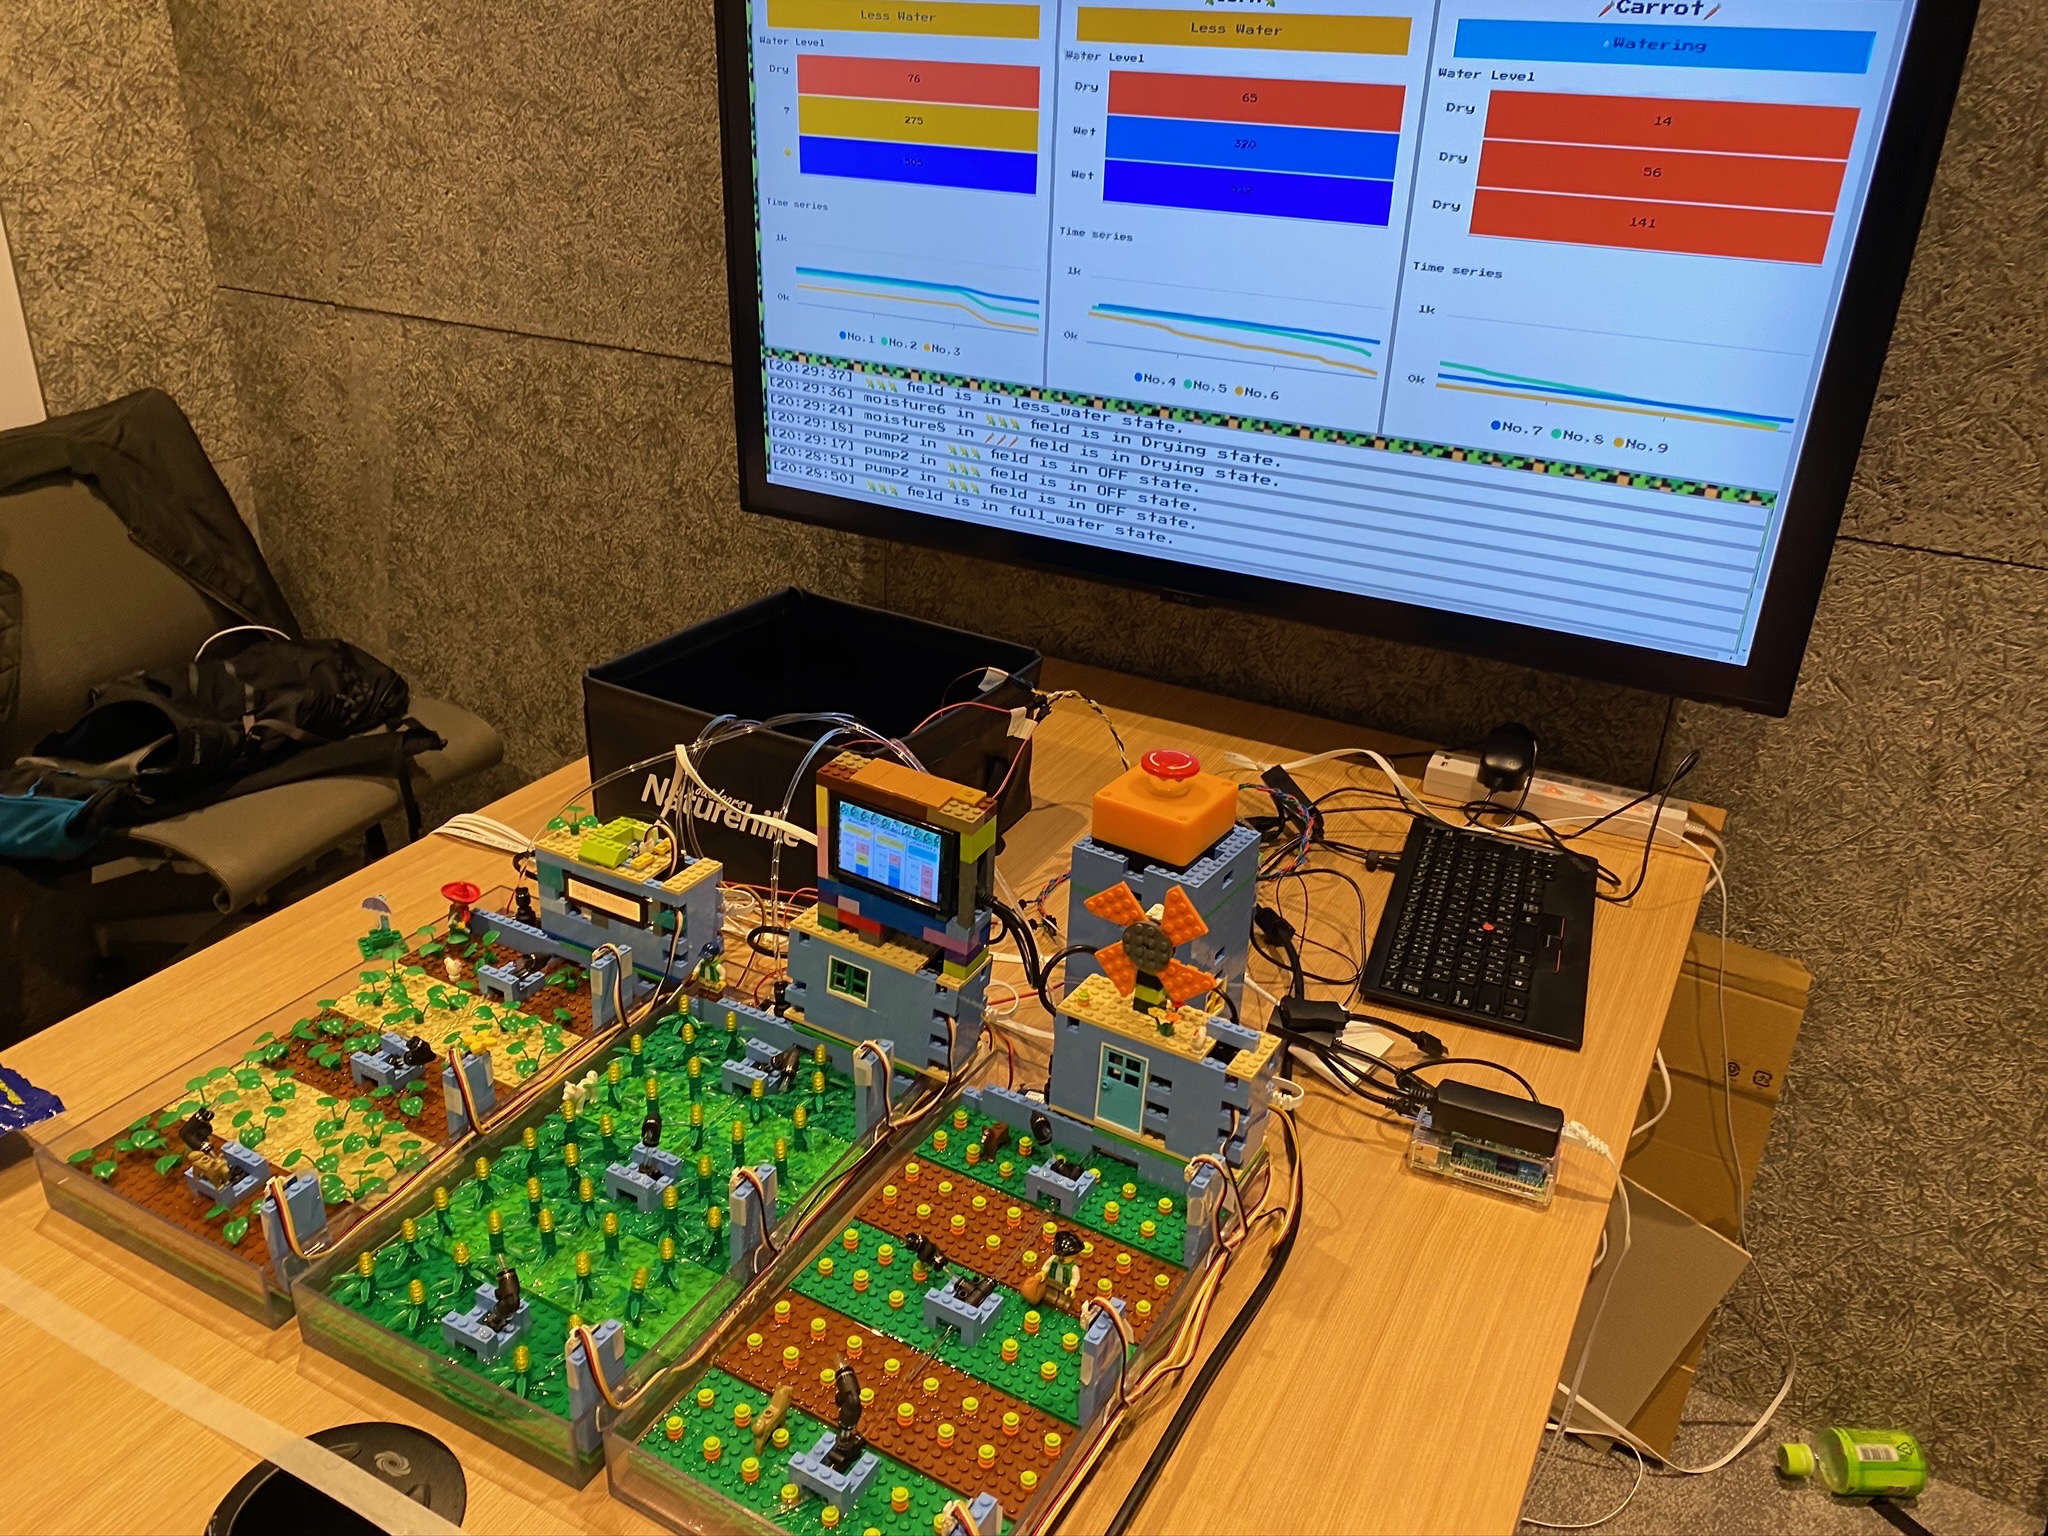 Less Water
Water Level
Dry
76
?
275
505
Time series
1k
0k
No.1 No.2 No.3
Less Water
Water Level
Dry
65
Wet
370
Wet
Time series
1k
0k
No.4 No.5 No.6
Carrot
Watering
Water Level
Dry
14
Dry
56
Dry
141
Time series
1k
0k
No.7 No.8 No.9
[20:29:37] 🌽🌽🌽 field is in less_water state.
[20:29:36] moisture6 in 🌽🌽🌽 field is in Drying state.
[20:29:24] moisture8 in 🥕🥕🥕 field is in Drying state.
[20:29:18] pump2 in 🌽🌽🌽 field is in OFF state.
[20:29:17] pump2 in 🌽🌽🌽 field is in OFF state.
[20:28:51] pump2 in 🌽🌽🌽 field is in OFF state.
[20:28:50] 🌽🌽🌽 field is in full_water state.
outdoors
Naturehike